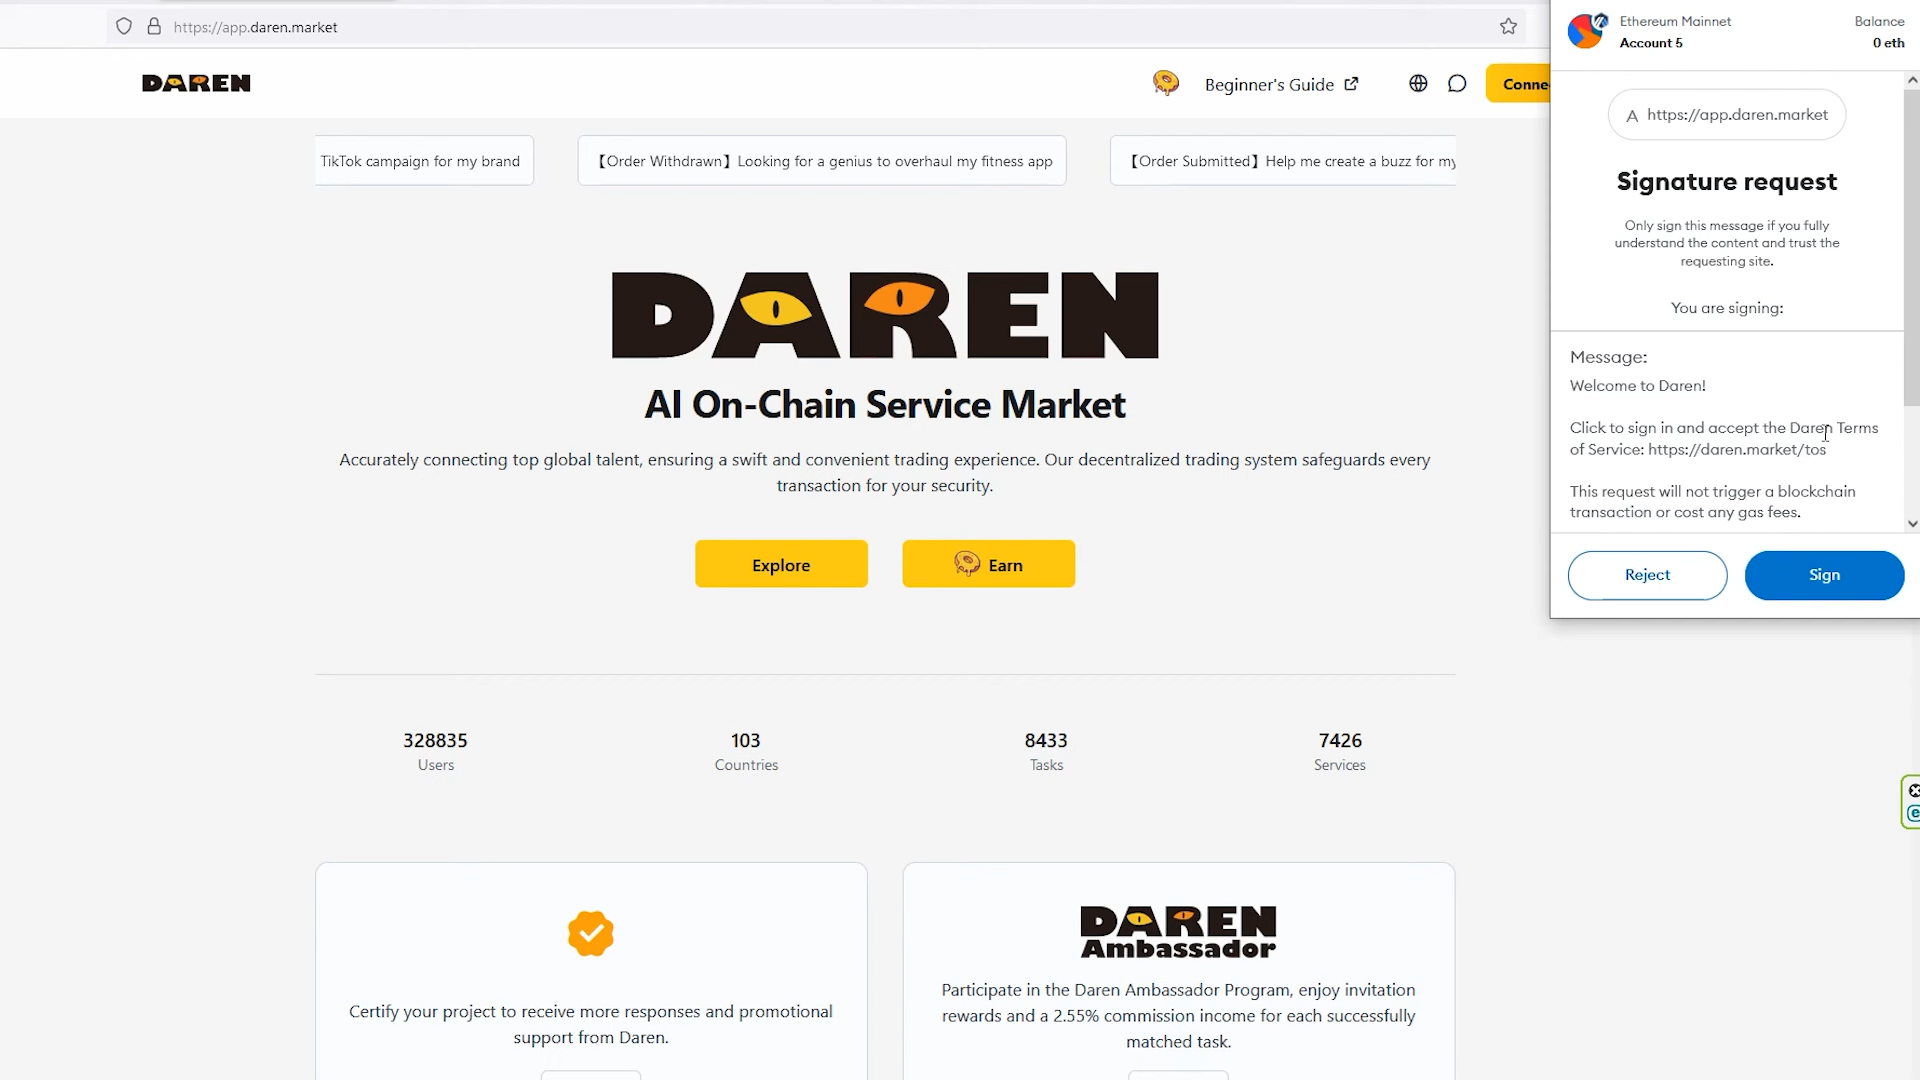 https://app.daren.market
DAREN
Beginner's Guide
Conne
TikTok campaign for my brand
【Order Withdrawn】Looking for a genius to overhaul my fitness app
【Order Submitted】Help me create a buzz for my
DAREN
AI On-Chain Service Market
Accurately connecting top global talent, ensuring a swift and convenient trading experience. Our decentralized trading system safeguards every
transaction for your security.
Explore
Earn
328835
Users
103
Countries
8433
Tasks
7426
Services
Certify your project to receive more responses and promotional
support from Daren.
DAREN
Ambassador
Participate in the Daren Ambassador Program, enjoy invitation
rewards and a 2.55% commission income for each successfully
matched task.
Ethereum Mainnet
Account 5
Balance
0 eth
A https://app.daren.market
Signature request
Only sign this message if you fully
understand the content and trust the
requesting site.
You are signing:
Message:
Welcome to Daren!
Click to sign in and accept the Daren Terms
of Service: https://daren.market/tos
This request will not trigger a blockchain
transaction or cost any gas fees.
Reject
Sign